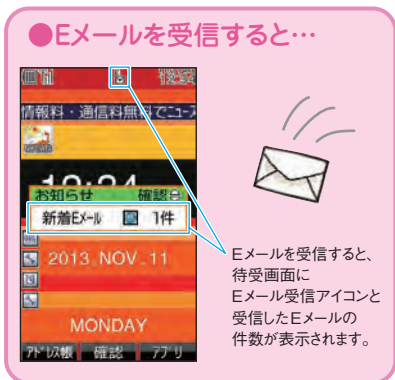 ●Eメールを受信すると…
12:34
情報料・通信料無料でニュース
12:34
お知らせ 確認
新着Eメール 1件
2013.NOV.11
MONDAY
アドレス帳 確認 アプリ
Eメールを受信すると、
待受画面に
Eメール受信アイコンと
受信したEメールの
件数が表示されます。